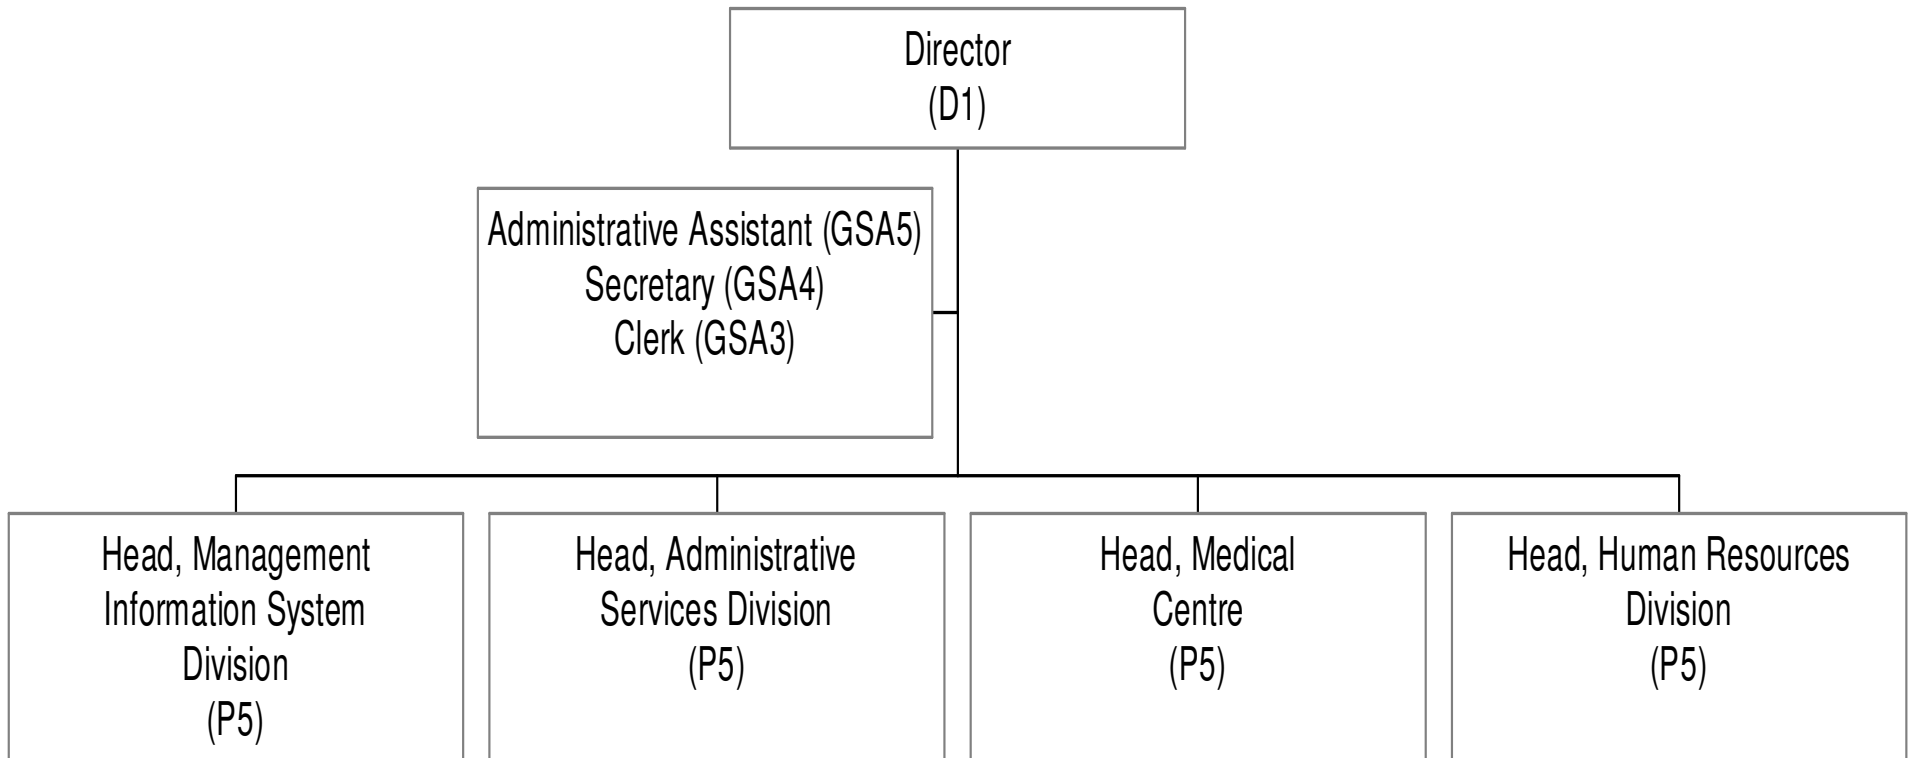 Director
(D1)
Administrative Assistant (GSA5)
Secretary (GSA4)
Clerk (GSA3)
Head, Management
Information System
Division
(P5)
Head, Administrative
Services Division
(P5)
Head, Medical
Centre
(P5)
Head, Human Resources
Division
(P5)